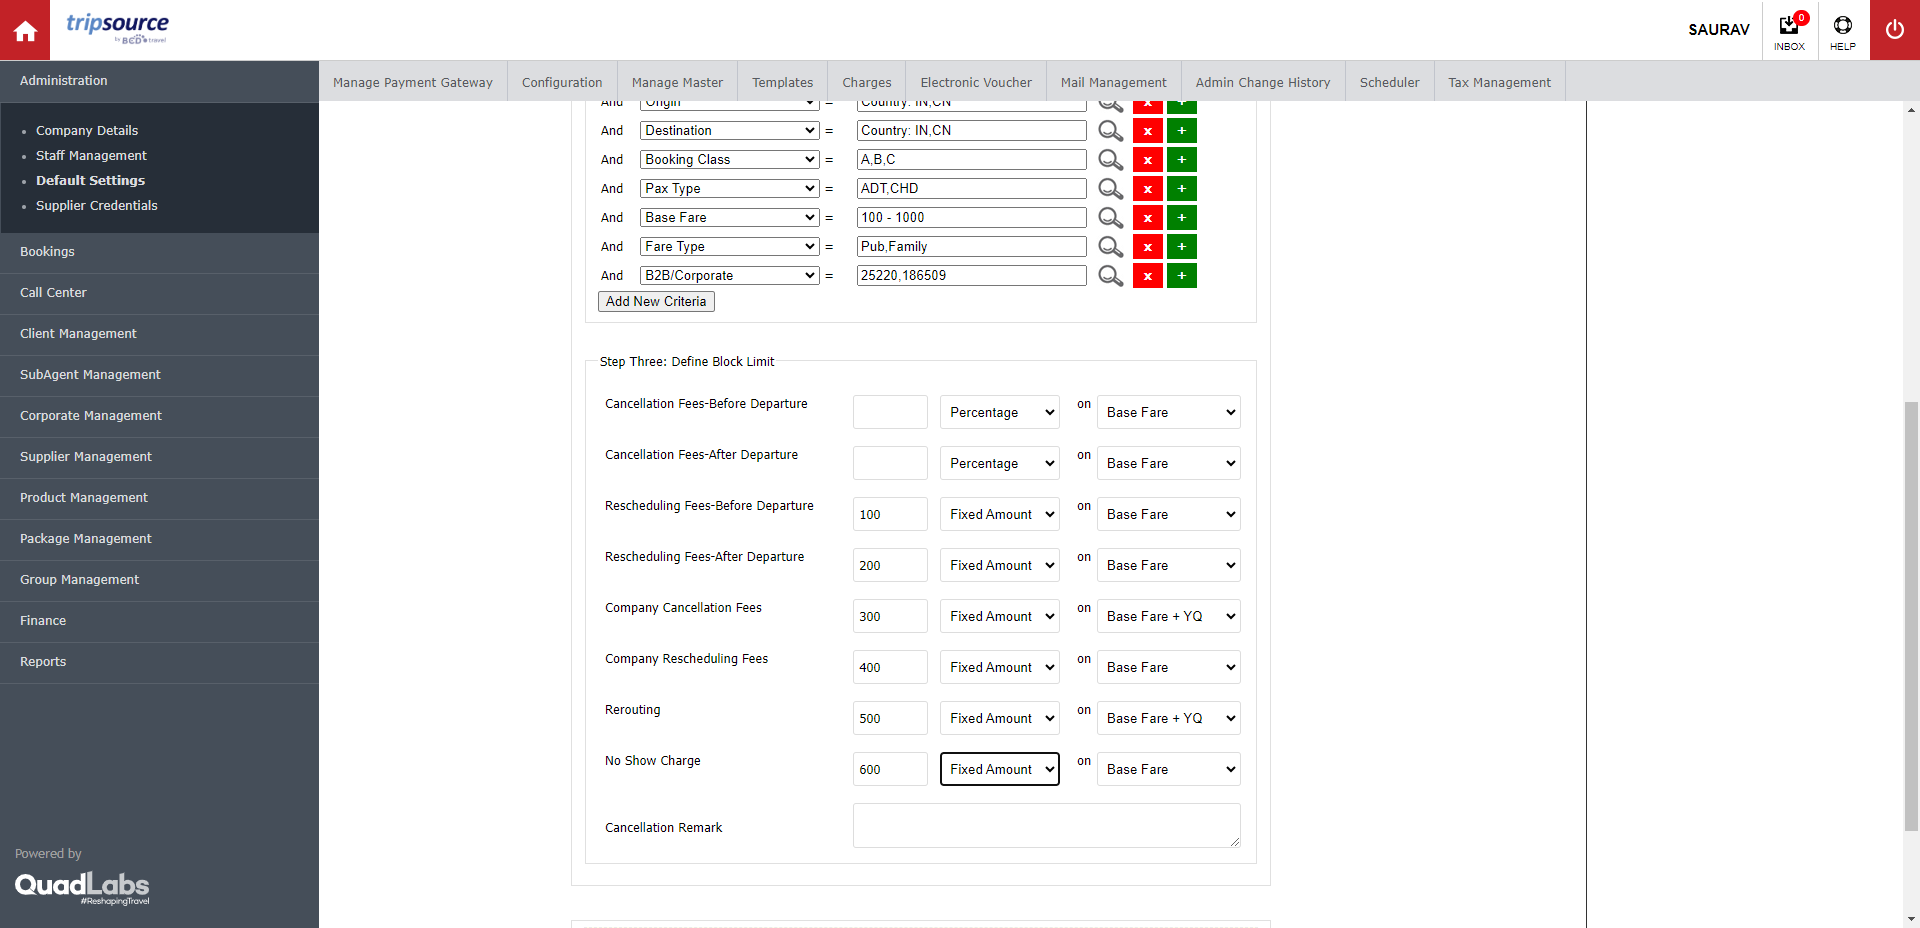 tripsource
by BCD travel
SAURAV
0
INBOX
HELP
Administration
Manage Payment Gateway
Configuration
Manage Master
Templates
Charges
Electronic Voucher
Mail Management
Admin Change History
Scheduler
Tax Management
Company Details
Staff Management
Default Settings
Supplier Credentials
Bookings
Call Center
Client Management
SubAgent Management
Corporate Management
Supplier Management
Product Management
Package Management
Group Management
Finance
Reports
Powered by
QuadLabs
#ReshapingTravel
And Origin = Country: IN,CN x +
And Destination = Country: IN,CN x +
And Booking Class = A,B,C x +
And Pax Type = ADT,CHD x +
And Base Fare = 100 - 1000 x +
And Fare Type = Pub,Family x +
And B2B/Corporate = 25220,186509 x +
Add New Criteria
Step Three: Define Block Limit
Cancellation Fees-Before Departure Percentage on Base Fare
Cancellation Fees-After Departure Percentage on Base Fare
Rescheduling Fees-Before Departure 100 Fixed Amount on Base Fare
Rescheduling Fees-After Departure 200 Fixed Amount on Base Fare
Company Cancellation Fees 300 Fixed Amount on Base Fare + YQ
Company Rescheduling Fees 400 Fixed Amount on Base Fare
Rerouting 500 Fixed Amount on Base Fare + YQ
No Show Charge 600 Fixed Amount on Base Fare
Cancellation Remark